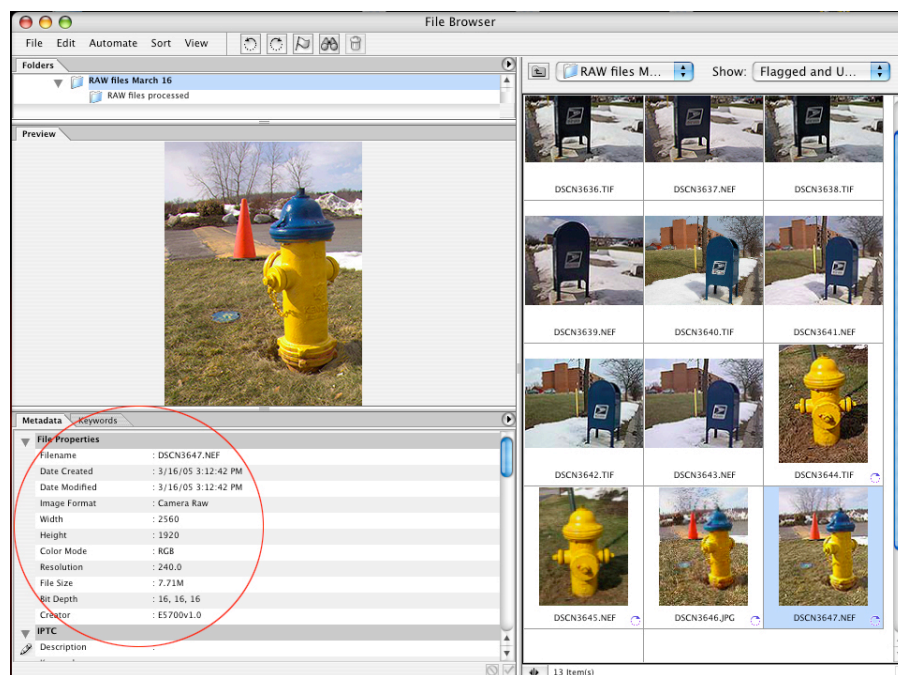 File Browser
File Edit Automate Sort View
Folders
RAW files March 16
RAW files processed
Preview
Metadata Keywords
File Properties
Filename : DSCN3647.NEF
Date Created : 3/16/05 3:12:42 PM
Date Modified : 3/16/05 3:12:42 PM
Image Format : Camera Raw
Width : 2560
Height : 1920
Color Mode : RGB
Resolution : 240.0
File Size : 7.71M
Bit Depth : 16, 16, 16
Creator : E5700v1.0
IPTC
Description :
RAW files M... Show: Flagged and U...
DSCN3636.TIF DSCN3637.NEF DSCN3638.TIF
DSCN3639.NEF DSCN3640.TIF DSCN3641.NEF
DSCN3642.TIF DSCN3643.NEF DSCN3644.TIF
DSCN3645.NEF DSCN3646.JPG DSCN3647.NEF
13 Item(s)